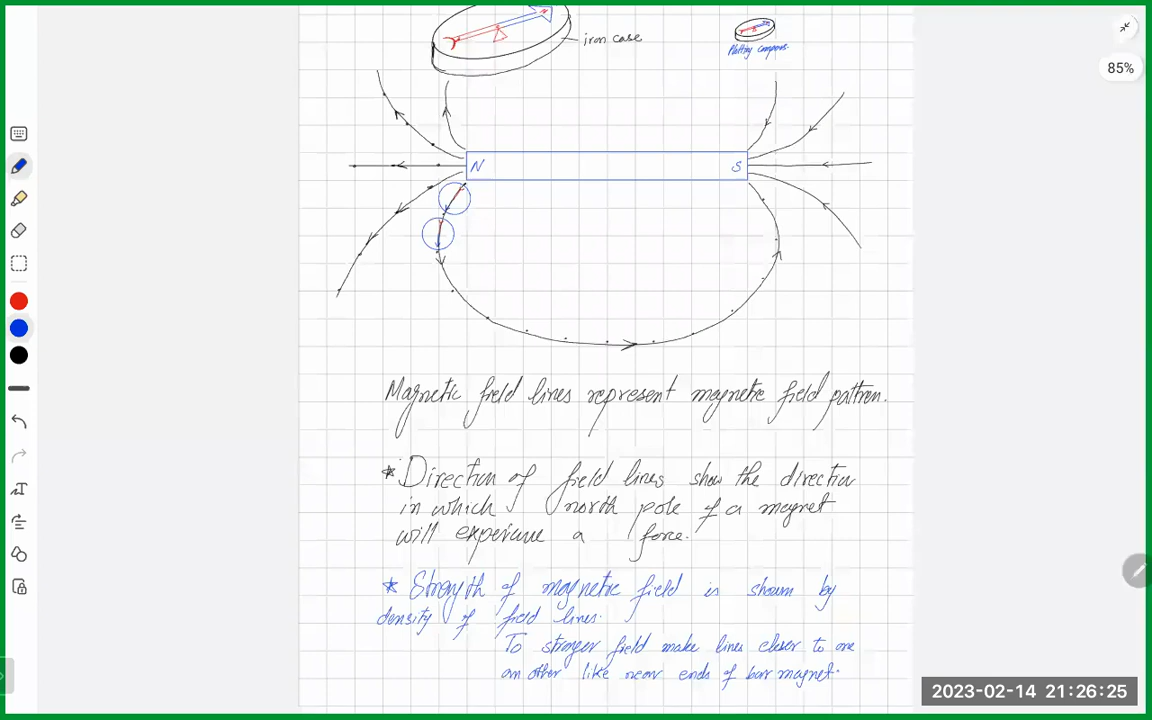 iron case
Plotting compass.
85%
N
S
Magnetic field lines represent magnetic field pattren.
* Direction of field lines show the direction
in which north pole of a magnet
will experience a force.
* Strength of magnetic field is shown by
density of field lines.
To stronger field make lines closer to one
an other like near ends of bar magnet.
2023-02-14 21:26:25